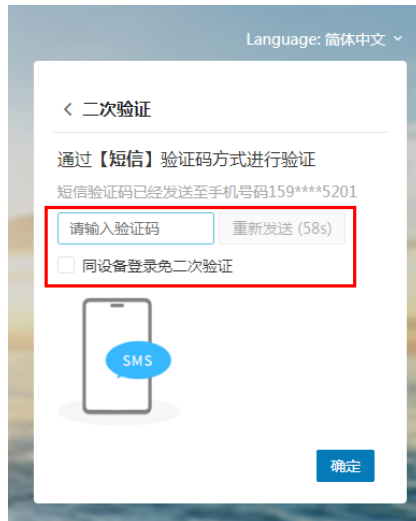 Language: 简体中文
二次验证
通过【短信】验证码方式进行验证
短信验证码已经发送至手机号码159****5201
请输入验证码 重新发送 (58s)
同设备登录免二次验证
SMS
确定